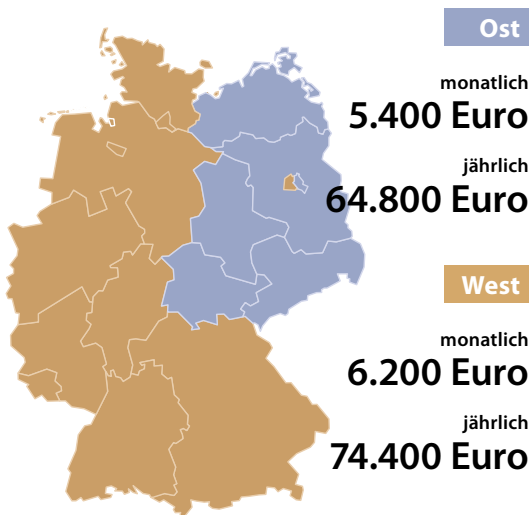 Ost
monatlich
5.400 Euro
jährlich
64.800 Euro
West
monatlich
6.200 Euro
jährlich
74.400 Euro